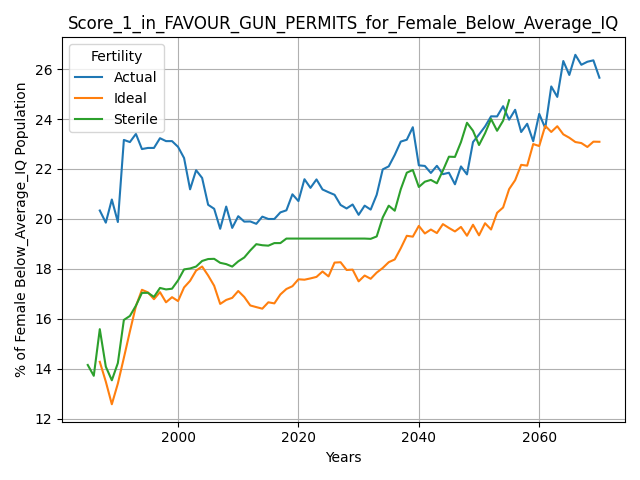 Score_1_in_FAVOUR_GUN_PERMITS_for_Female_Below_Average_IQ
Fertility
Actual
Ideal
Sterile
% of Female Below_Average_IQ Population
26
24
22
20
18
16
14
12
2000
2020
2040
2060
Years